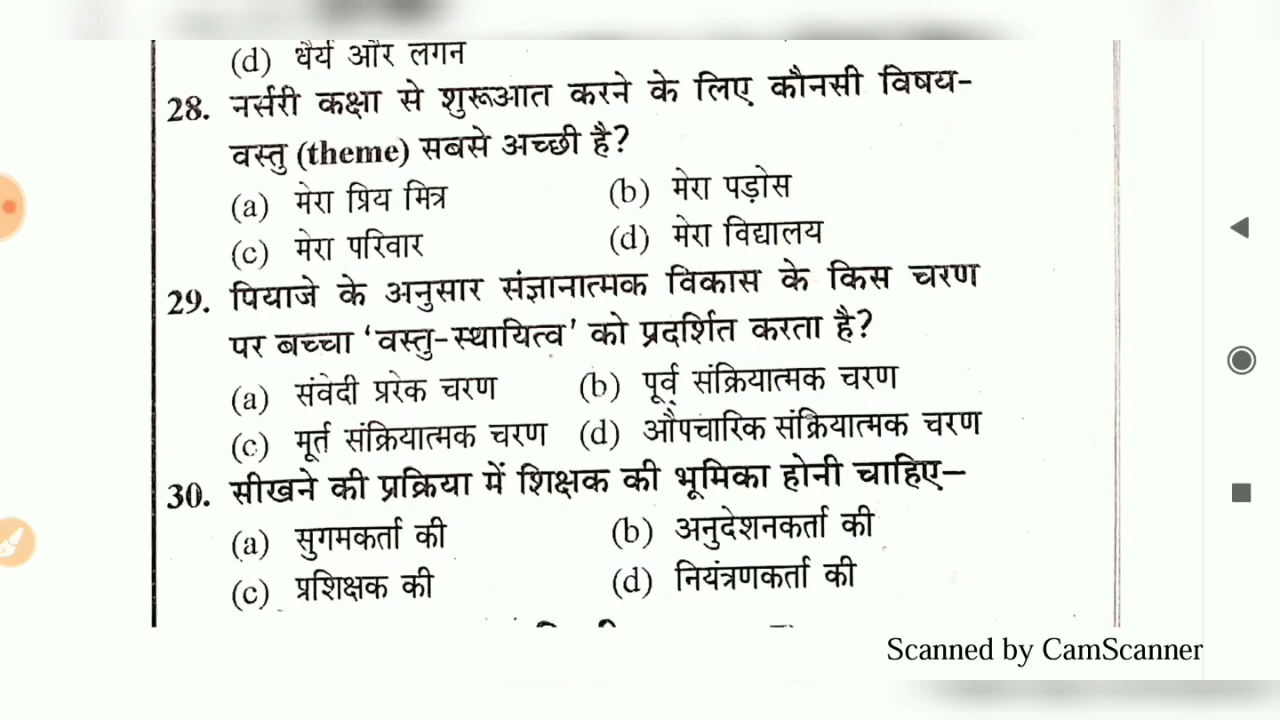 (d) धैर्य और लगन
28. नर्सरी कक्षा से शुरूआत करने के लिए कौनसी विषय-
वस्तु (theme) सबसे अच्छी है?
(a) मेरा प्रिय मित्र (b) मेरा पड़ोस
(c) मेरा परिवार (d) मेरा विद्यालय
29. पियाजे के अनुसार संज्ञानात्मक विकास के किस चरण
पर बच्चा ‘वस्तु-स्थायित्व’ को प्रदर्शित करता है?
(a) संवेदी प्ररेक चरण (b) पूर्व संक्रियात्मक चरण
(c) मूर्त संक्रियात्मक चरण (d) औपचारिक संक्रियात्मक चरण
30. सीखने की प्रक्रिया में शिक्षक की भूमिका होनी चाहिए–
(a) सुगमकर्ता की (b) अनुदेशनकर्ता की
(c) प्रशिक्षक की (d) नियंत्रणकर्ता की
Scanned by CamScanner